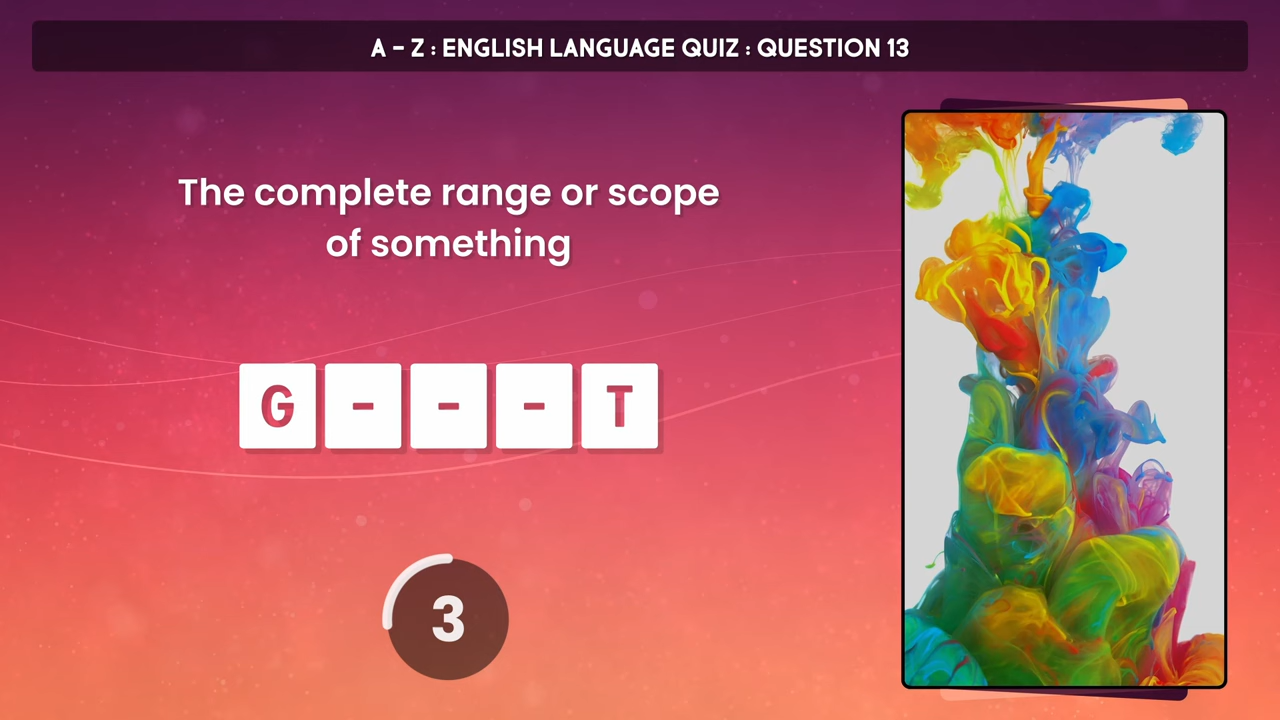 A - Z : ENGLISH LANGUAGE QUIZ : QUESTION 13
The complete range or scope
of something
G - - - T
3